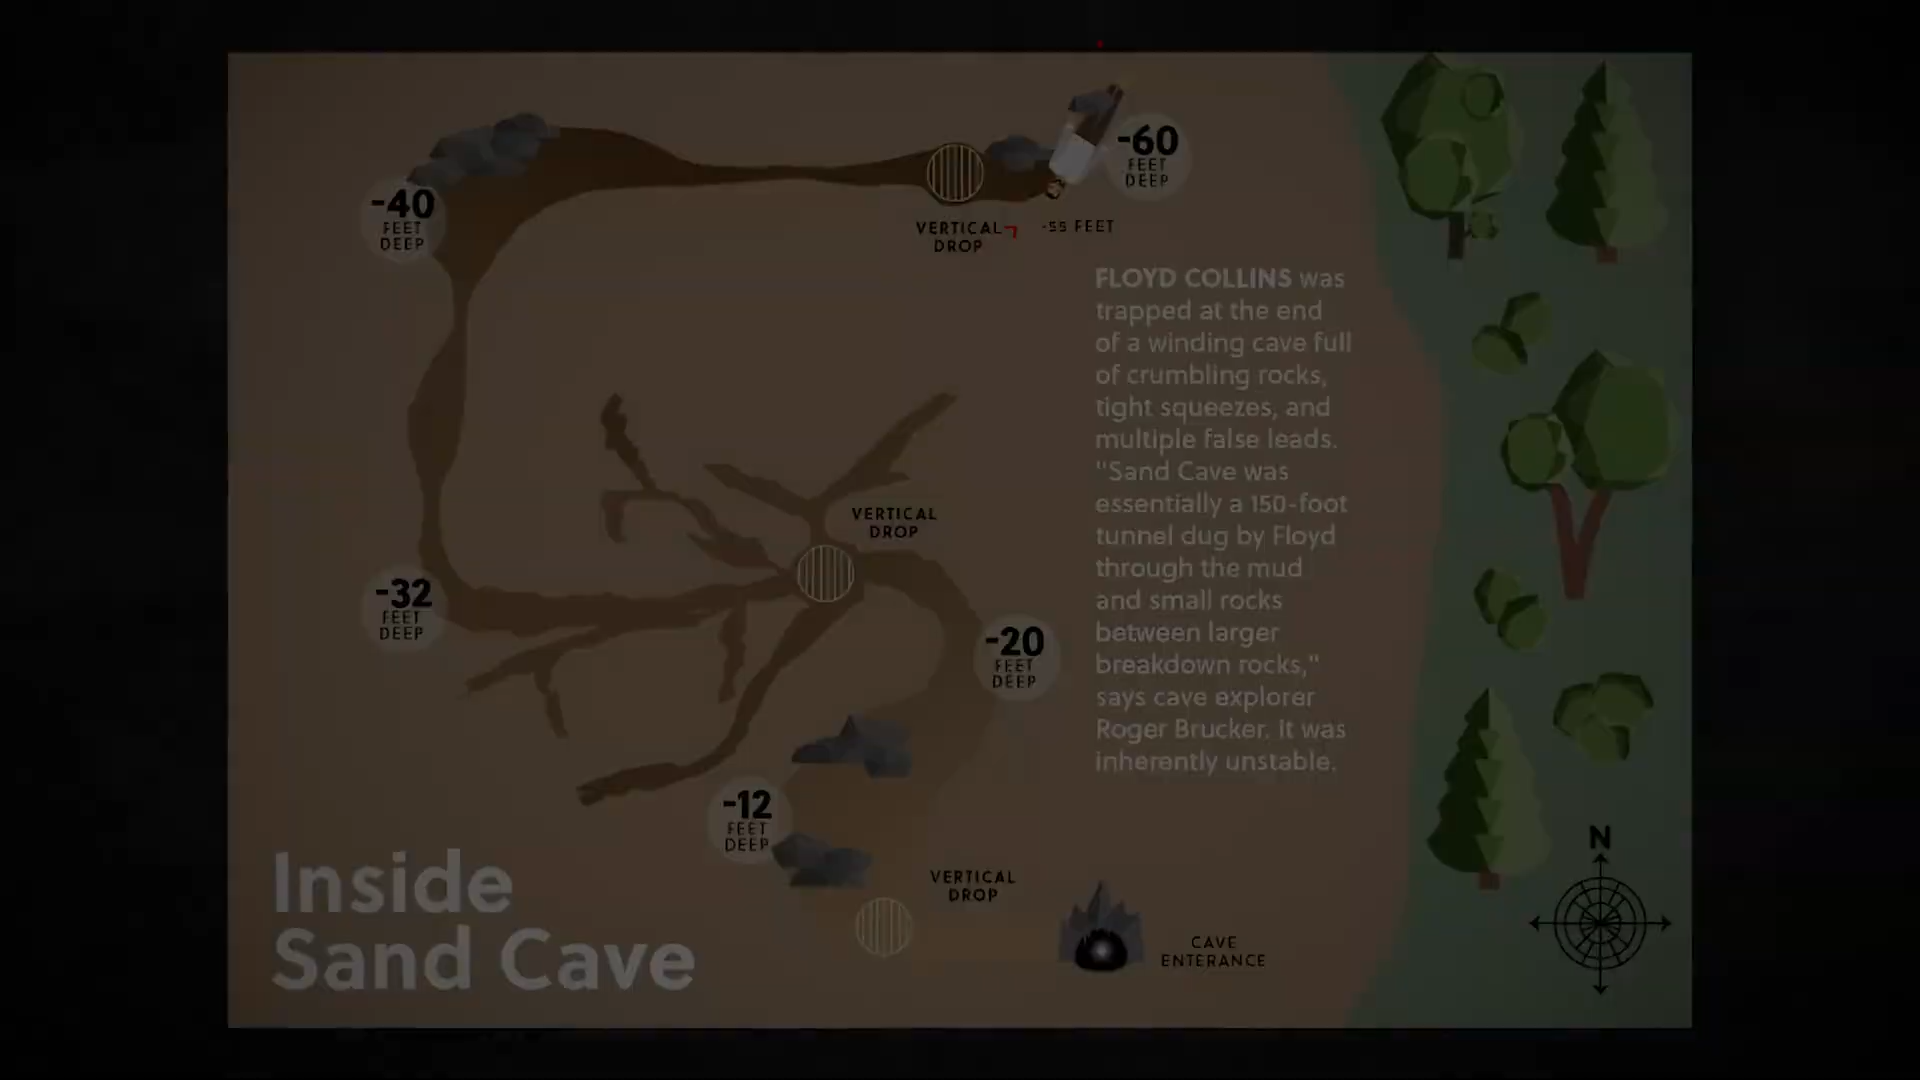 -60
FEET
DEEP
-40
FEET
DEEP
VERTICAL
DROP
-55 FEET
FLOYD COLLINS was
trapped at the end
of a winding cave full
of crumbling rocks,
tight squeezes, and
multiple false leads.
"Sand Cave was
essentially a 150-foot
tunnel dug by Floyd
through the mud
and small rocks
between larger
breakdown rocks,"
says cave explorer
Roger Brucker. It was
inherently unstable.
VERTICAL
DROP
-32
FEET
DEEP
-20
FEET
DEEP
-12
FEET
DEEP
VERTICAL
DROP
CAVE
ENTERANCE
N
Inside
Sand Cave